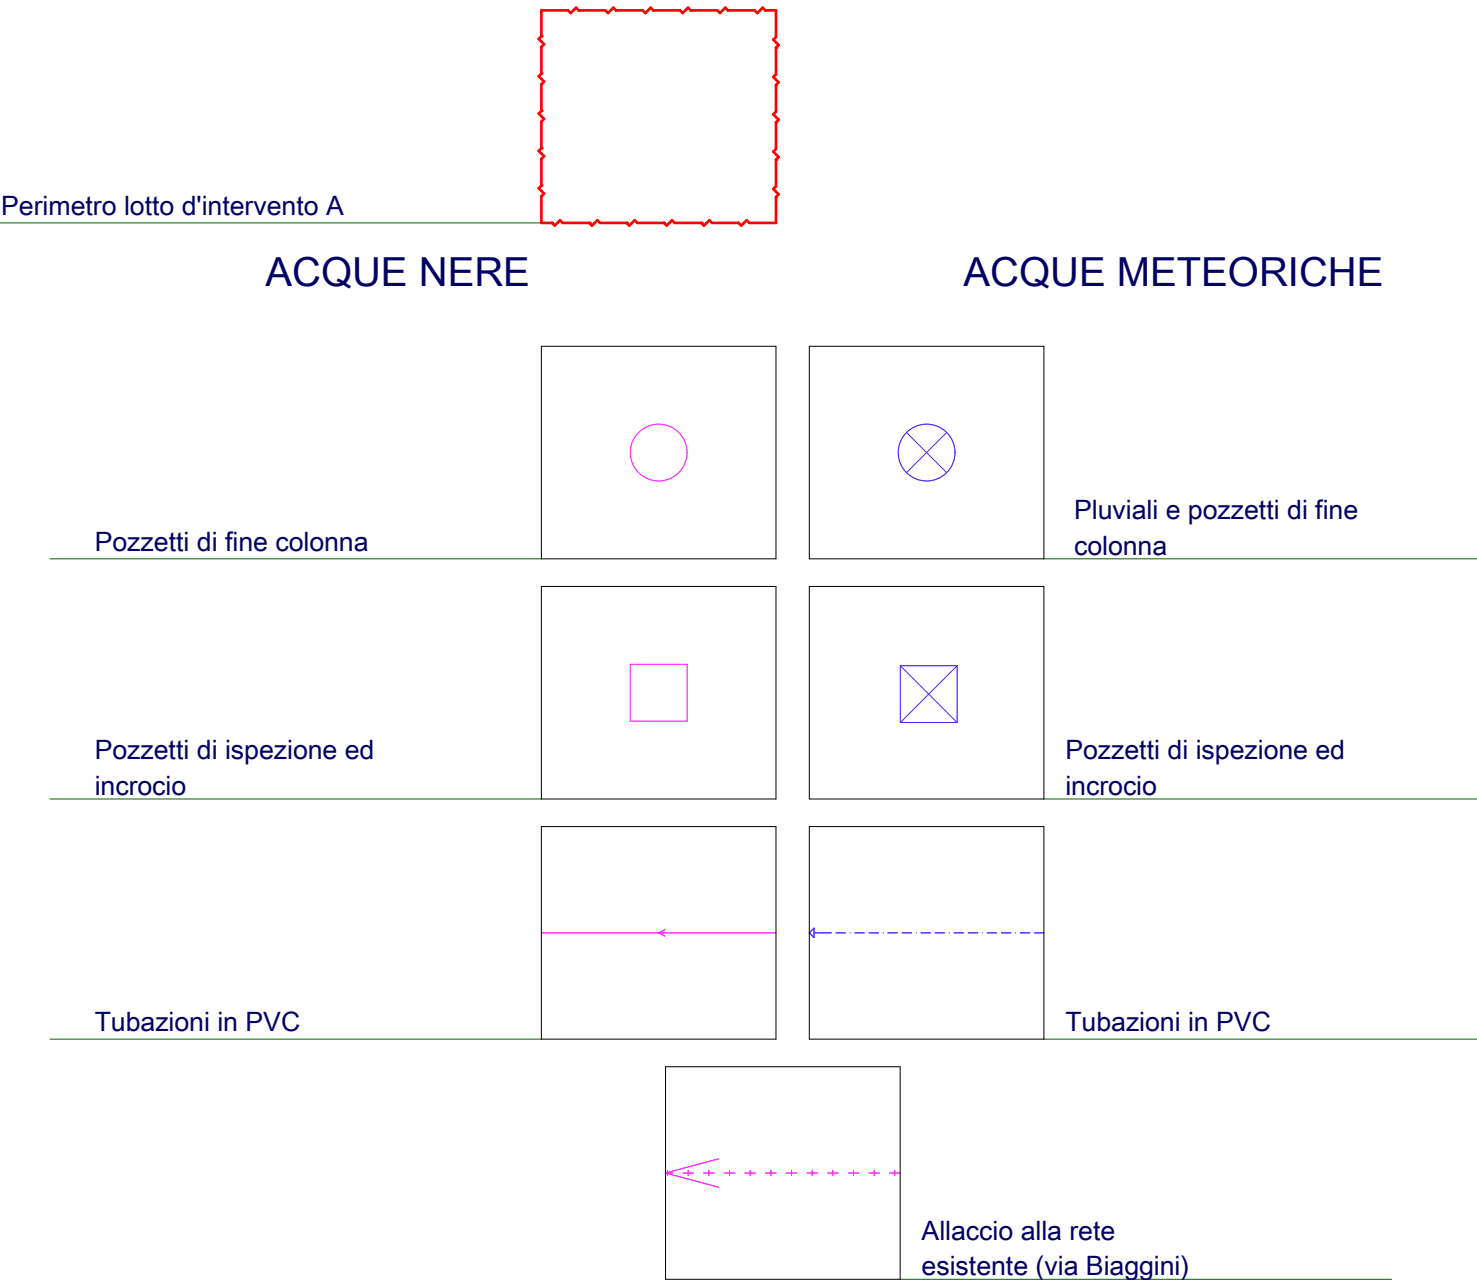 Perimetro lotto d'intervento A
ACQUE NERE
ACQUE METEORICHE
Pozzetti di fine colonna
Pluviali e pozzetti di fine
colonna
Pozzetti di ispezione ed
incrocio
Pozzetti di ispezione ed
incrocio
Tubazioni in PVC
Tubazioni in PVC
Allaccio alla rete
esistente (via Biaggini)